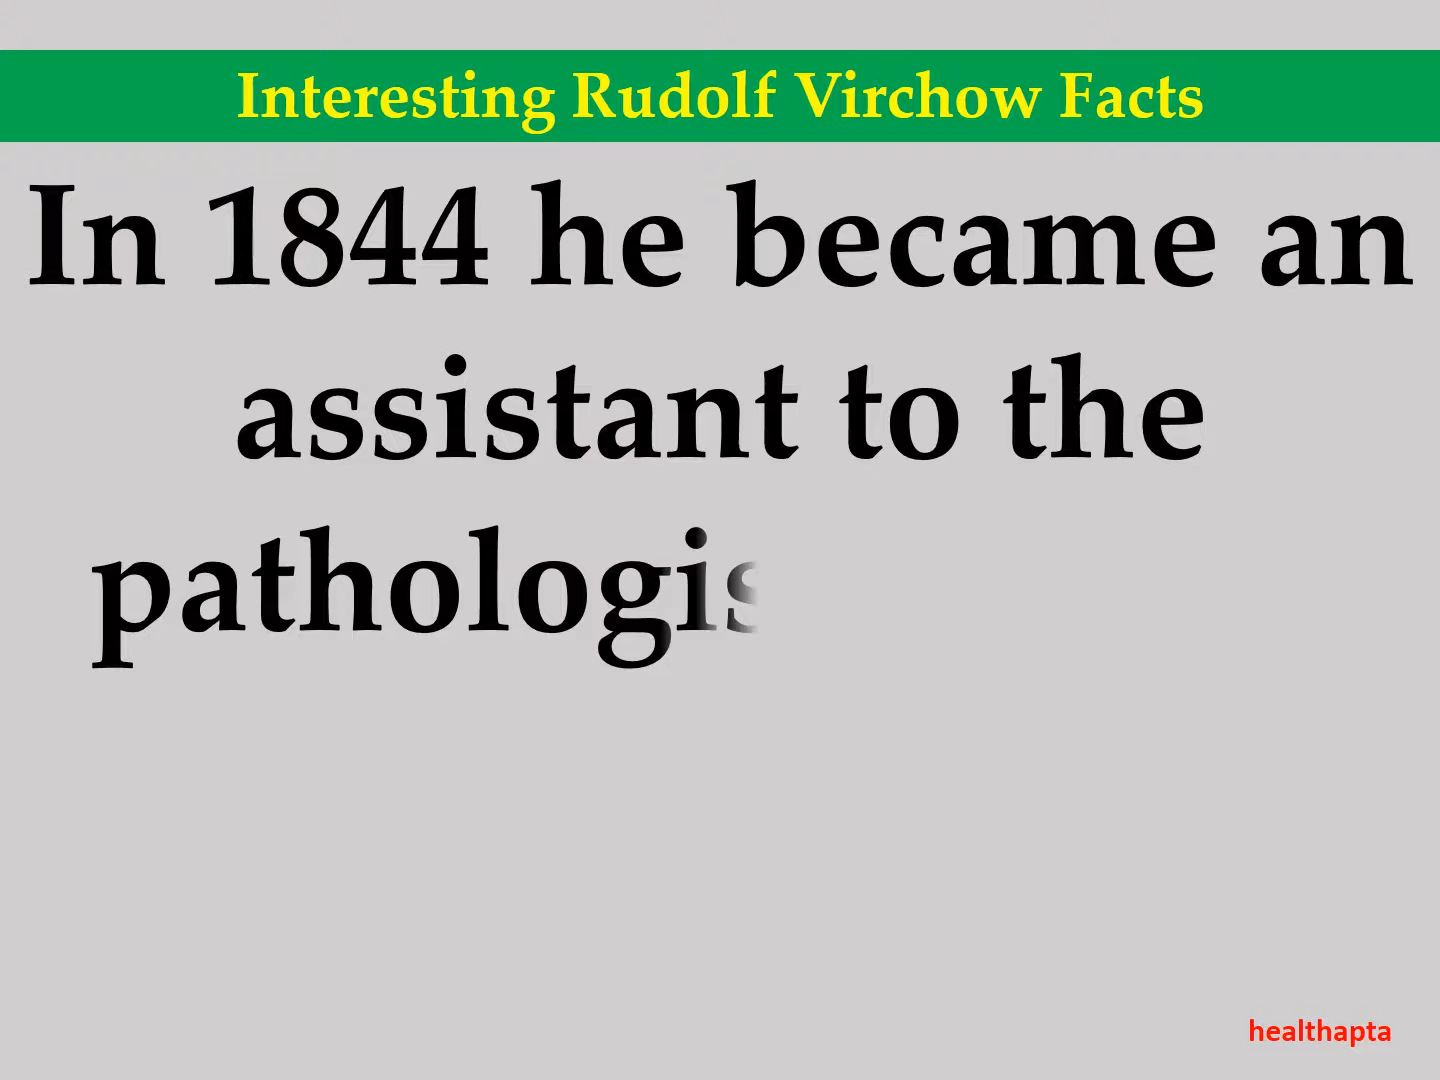 Interesting Rudolf Virchow Facts
In 1844 he became an
assistant to the
pathologis
healthapta